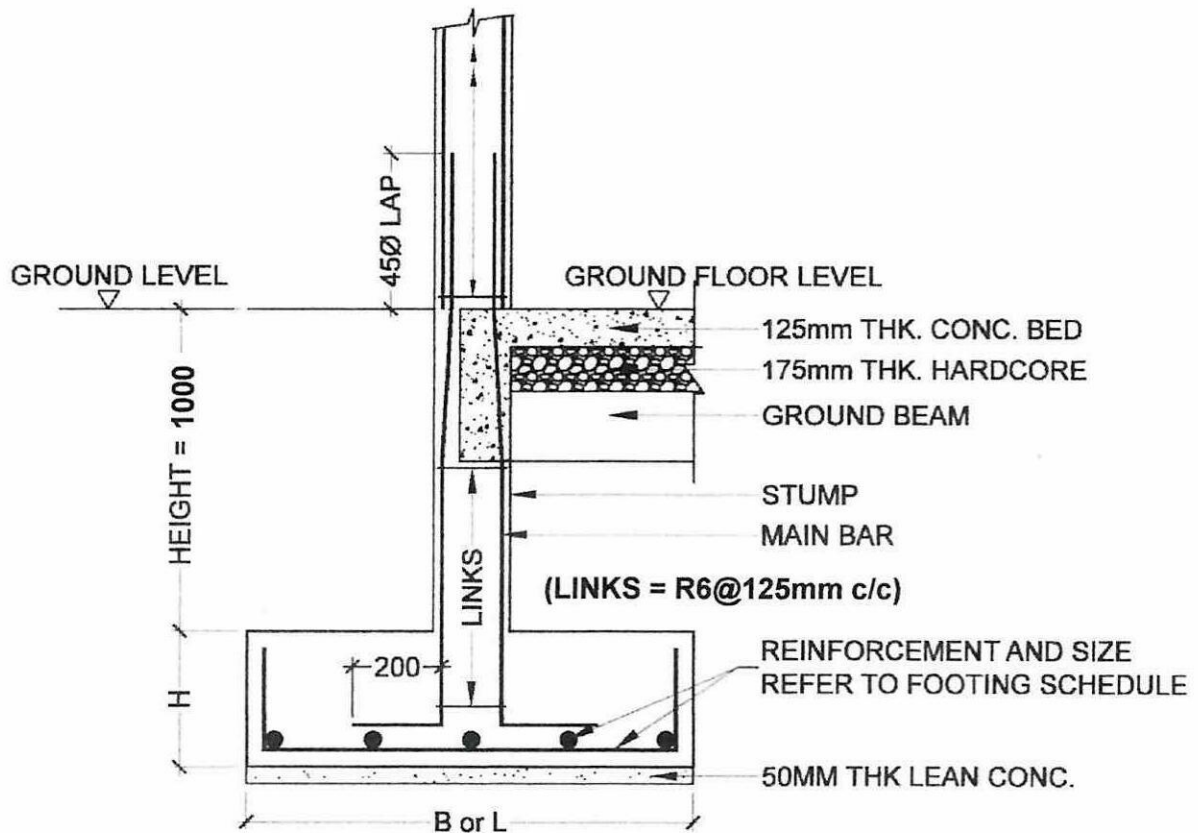 45Ø LAP
GROUND LEVEL
GROUND FLOOR LEVEL
125mm THK. CONC. BED
175mm THK. HARDCORE
GROUND BEAM
HEIGHT = 1000
STUMP
MAIN BAR
LINKS
(LINKS = R6@125mm c/c)
200
REINFORCEMENT AND SIZE
REFER TO FOOTING SCHEDULE
H
50MM THK LEAN CONC.
B or L